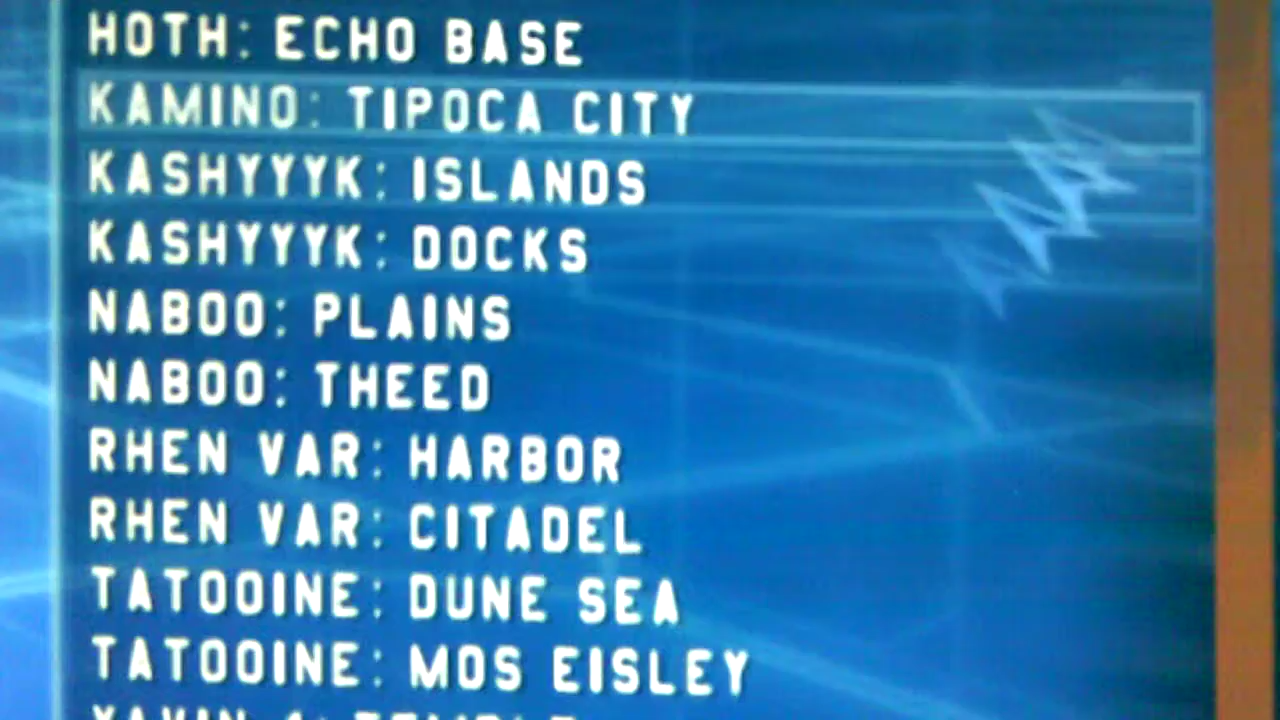 HOTH: ECHO BASE
KAMINO: TIPOCA CITY
KASHYYYK: ISLANDS
KASHYYYK: DOCKS
NABOO: PLAINS
NABOO: THEED
RHEN VAR: HARBOR
RHEN VAR: CITADEL
TATOOINE: DUNE SEA
TATOOINE: MOS EISLEY